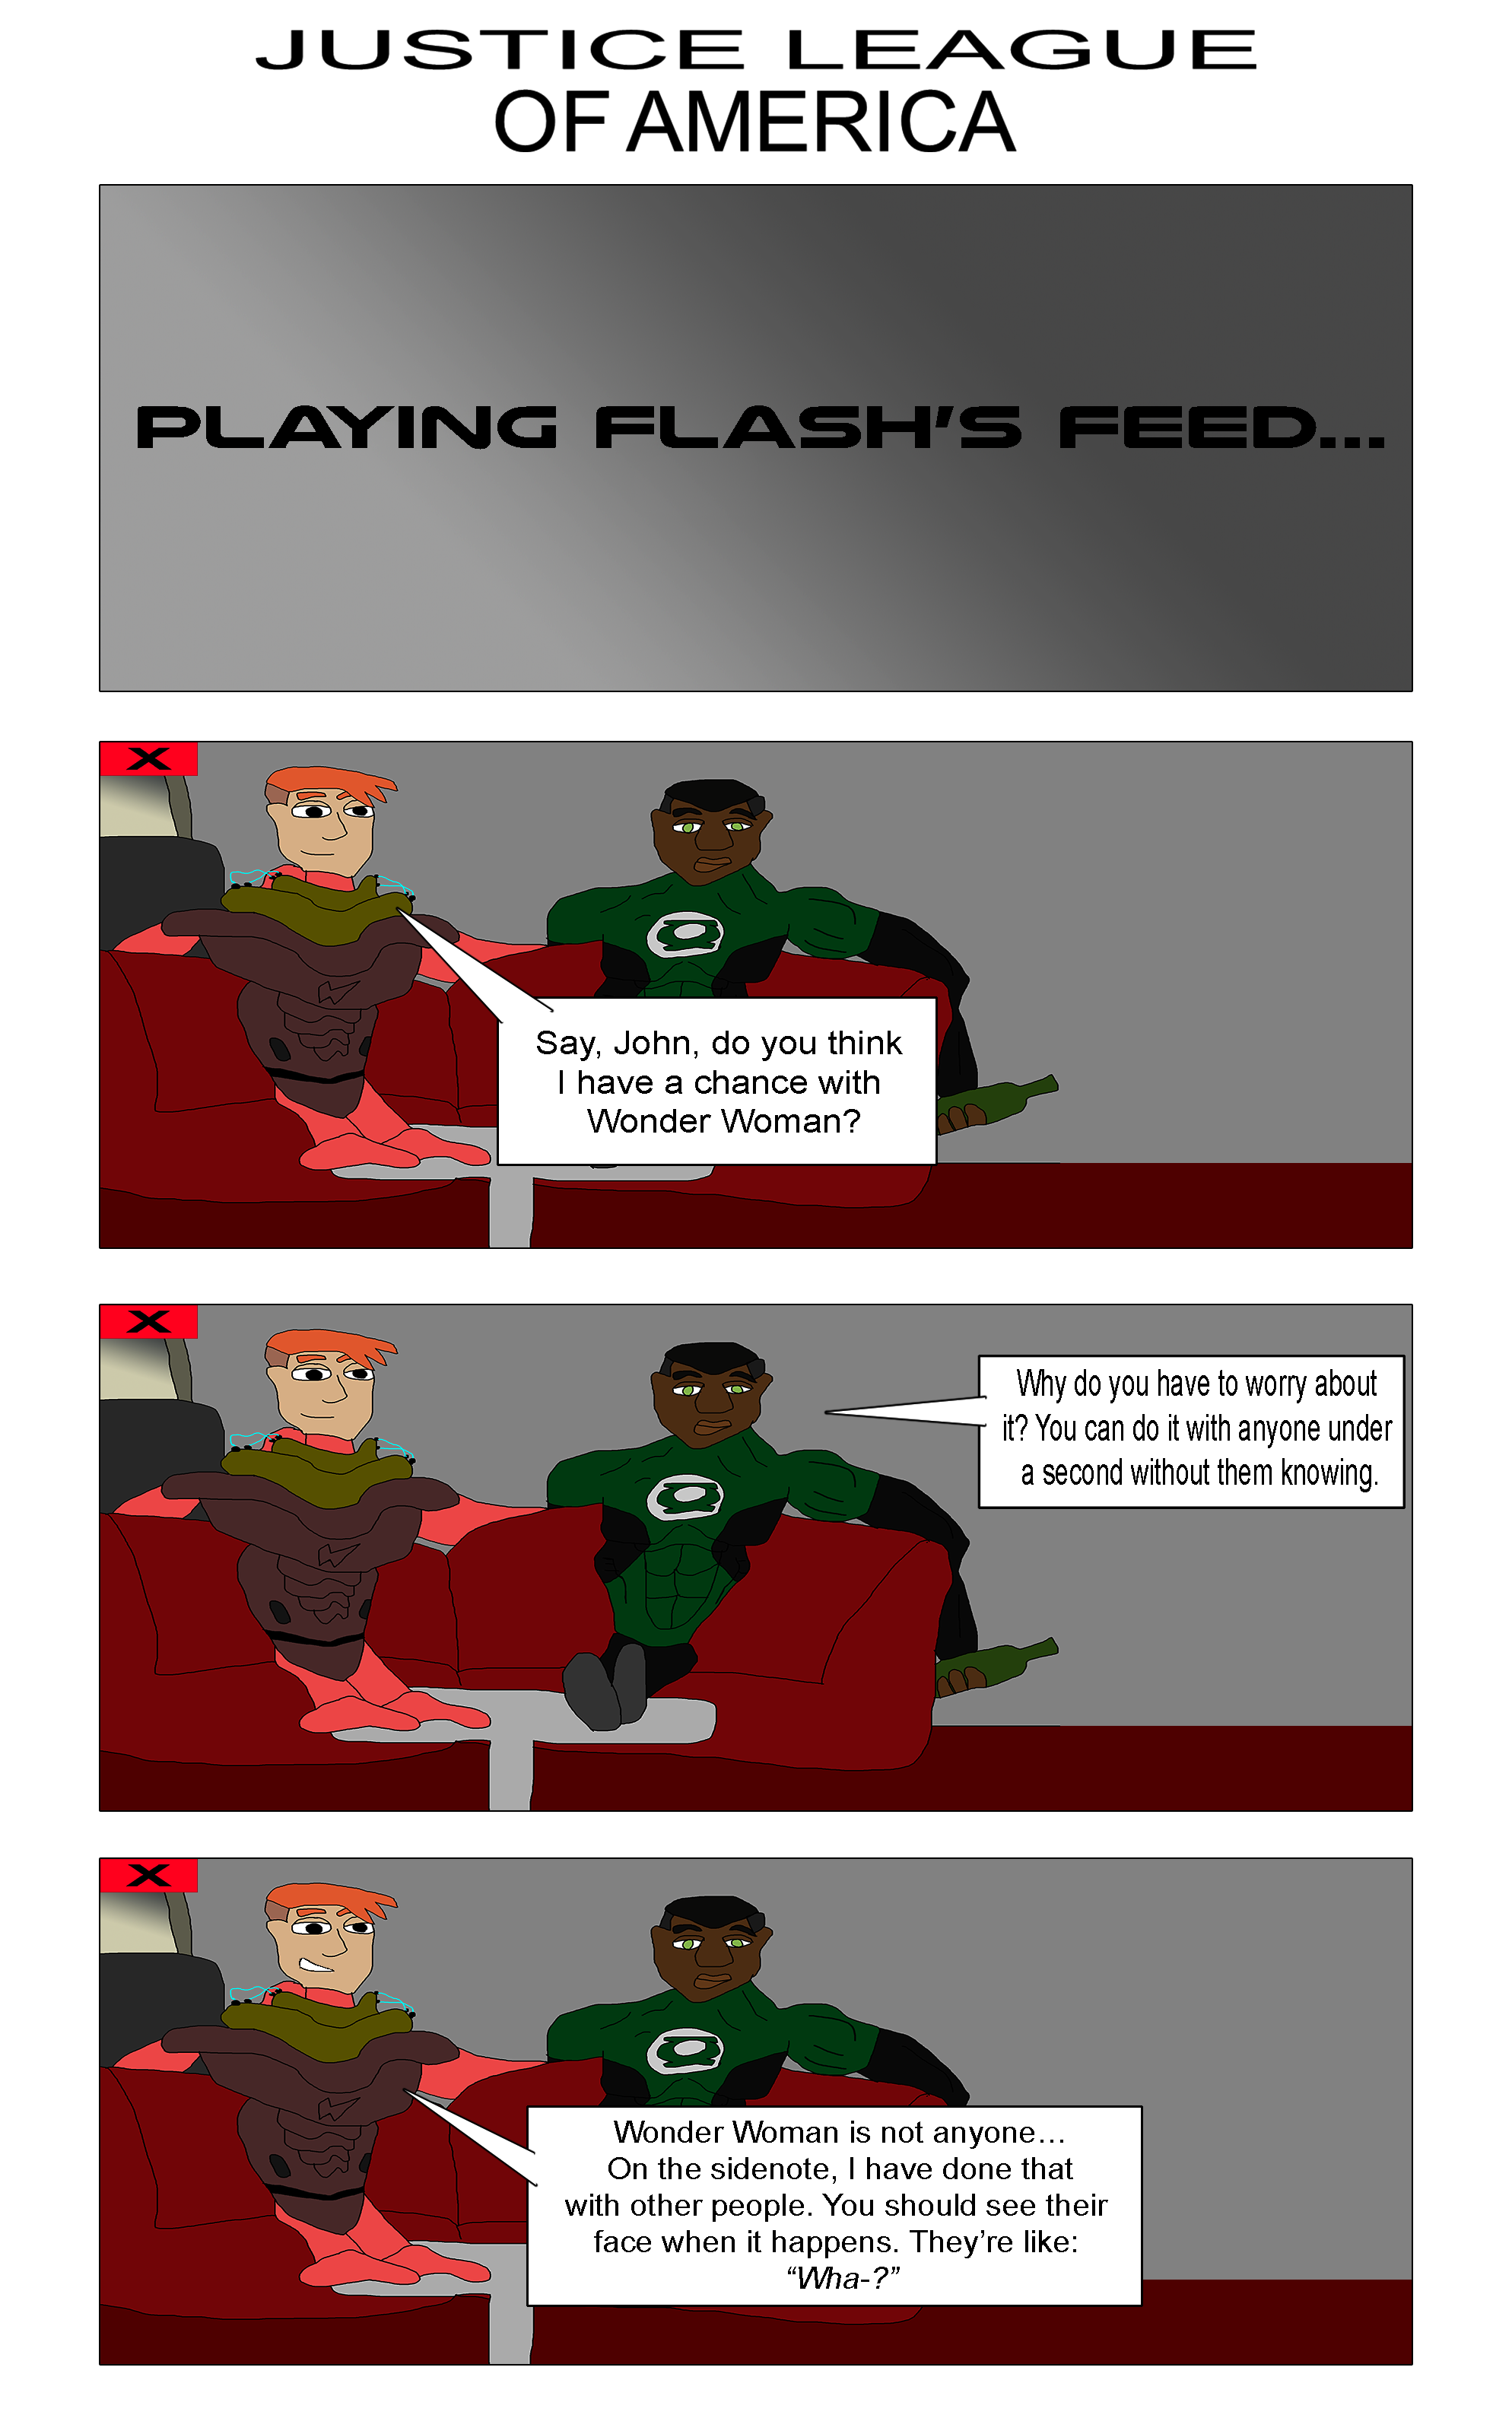 JUSTICE LEAGUE
OF AMERICA
PLAYING FLASH'S FEED...
X
Say, John, do you think
I have a chance with
Wonder Woman?
X
Why do you have to worry about
it? You can do it with anyone under
a second without them knowing.
X
Wonder Woman is not anyone...
On the sidenote, I have done that
with other people. You should see their
face when it happens. They're like:
“Wha-?”